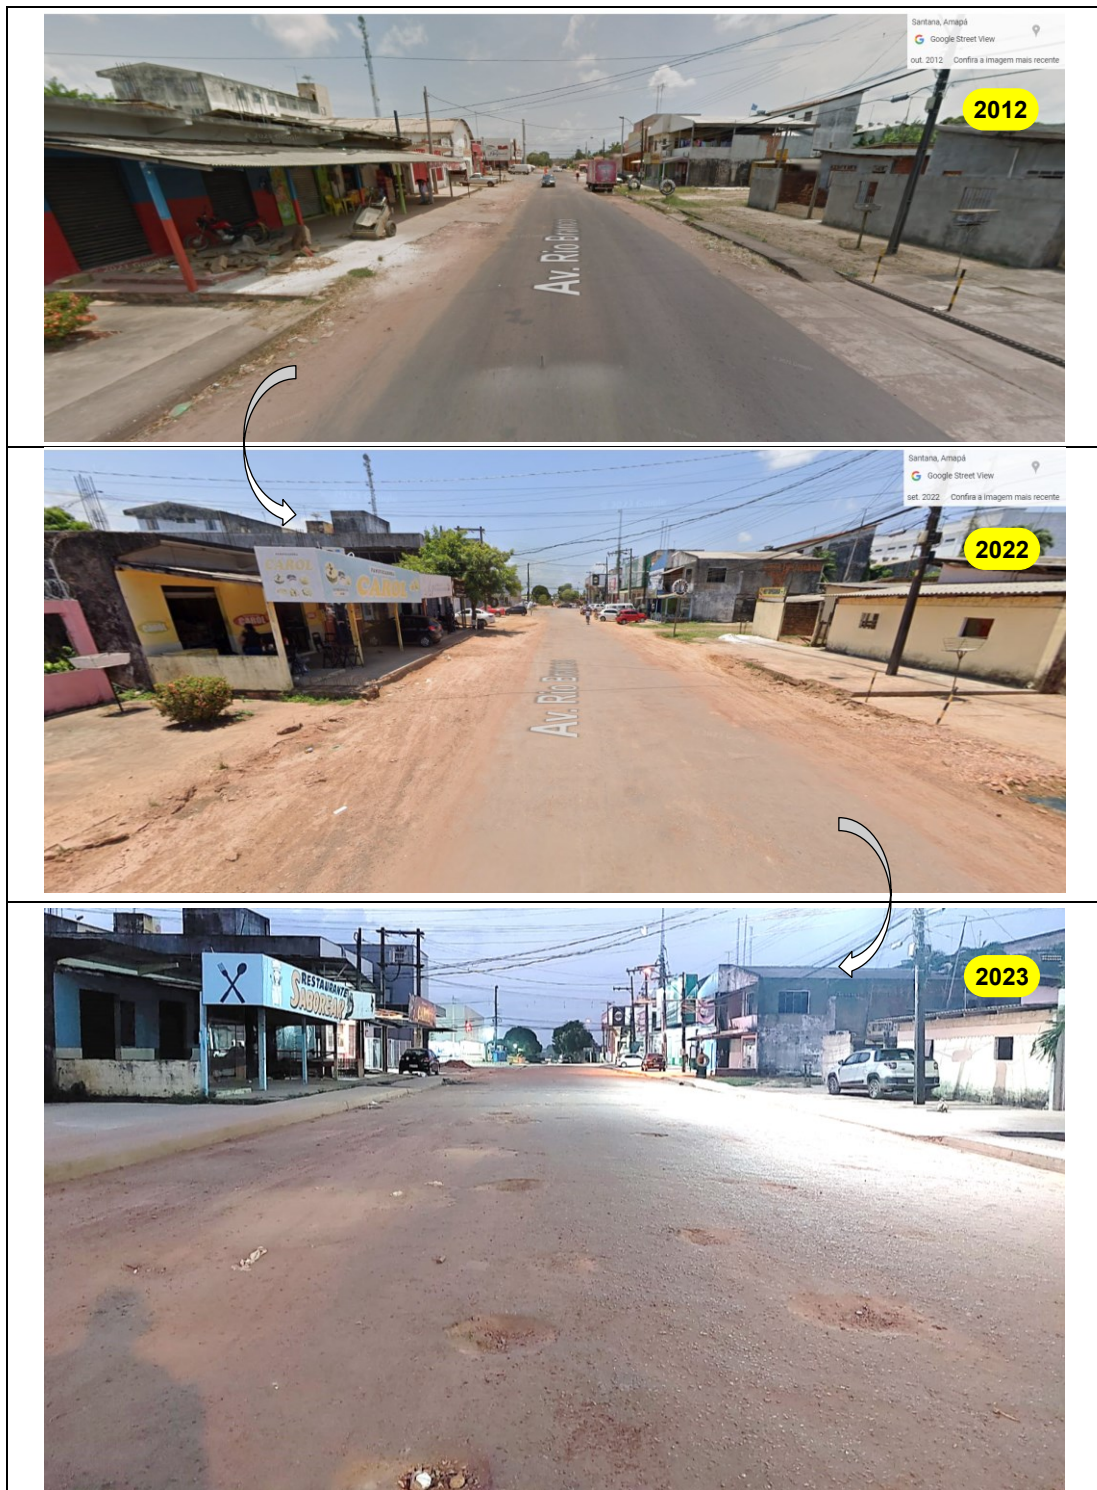 Santana, Amapá
Google Street View
out. 2012 Confira a imagem mais recente
2012
Av. Rio Branco
Santana, Amapá
Google Street View
set. 2022 Confira a imagem mais recente
2022
CAROL
CAROL
CAROL
Av. Rio Branco
2023
RESTAURANTE